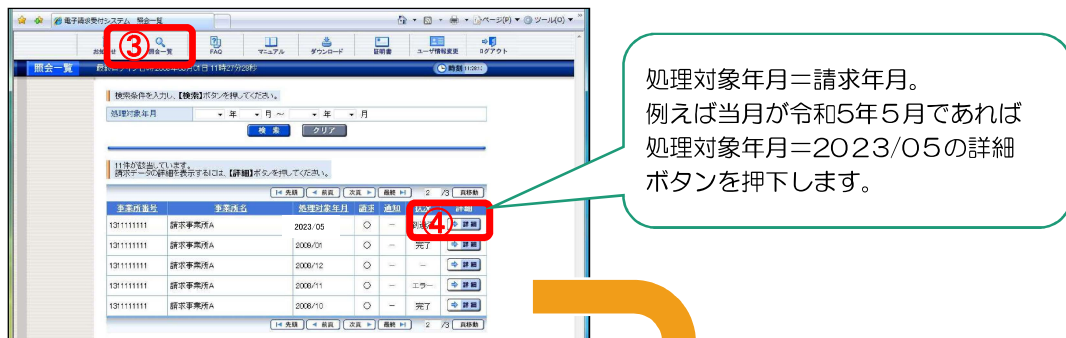 電子請求受付システム 照会一覧
ページ(P) ツール(O)
③
照会一覧 FAQ マニュアル ダウンロード 証明書 ユーザ情報変更 ログアウト
照会一覧
検索条件を入力し、【検索】ボタンを押してください。
処理対象年月 年 月 ～ 年 月
検 索 クリア
11件が該当しています。
請求データの詳細を表示するには、【詳細】ボタンを押してください。
先頭 前頁 次頁 最終 2 /3 頁移動
事業所番号 事業所名 処理対象年月 請求 通知 詳細
④
1311111111 請求事業所A 2023/05 ○ － 詳細
1311111111 請求事業所A 2009/01 ○ － 完了 詳細
1311111111 請求事業所A 2008/12 ○ － － 詳細
1311111111 請求事業所A 2008/11 ○ － エラー 詳細
1311111111 請求事業所A 2008/10 ○ － 完了 詳細
先頭 前頁 次頁 最終 2 /3 頁移動
処理対象年月＝請求年月。
例えば当月が令和5年５月であれば
処理対象年月＝２０２３/０５の詳細
ボタンを押下します。